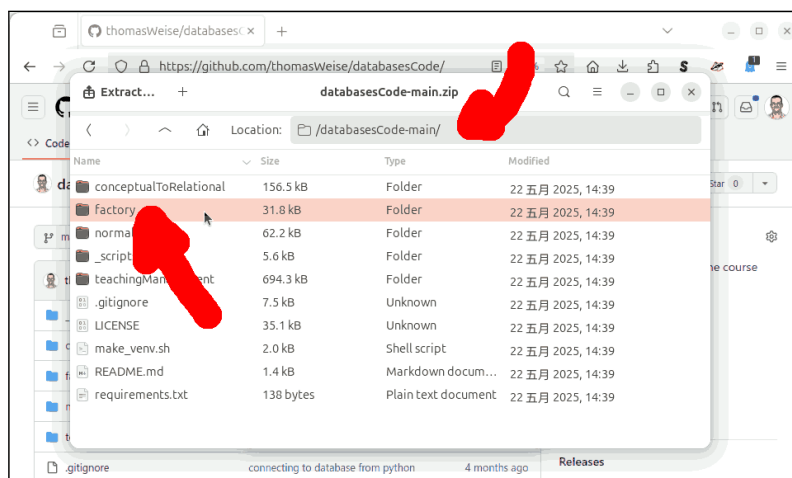 thomasWeise/databasesC
https://github.com/thomasWeise/databasesCode/
Extract...
databasesCode-main.zip
Location: /databasesCode-main/
Code
Name Size Type Modified
conceptualToRelational 156.5 kB Folder 22 五月 2025, 14:39
factory 31.8 kB Folder 22 五月 2025, 14:39
62.2 kB Folder 22 五月 2025, 14:39
5.6 kB Folder 22 五月 2025, 14:39
694.3 kB Folder 22 五月 2025, 14:39
.gitignore 7.5 kB Unknown 22 五月 2025, 14:39
LICENSE 35.1 kB Unknown 22 五月 2025, 14:39
make_venv.sh 2.0 kB Shell script 22 五月 2025, 14:39
README.md 1.4 kB Markdown docum... 22 五月 2025, 14:39
requirements.txt 138 bytes Plain text document 22 五月 2025, 14:39
Star 0
course
.gitignore connecting to database from python 4 months ago
Releases